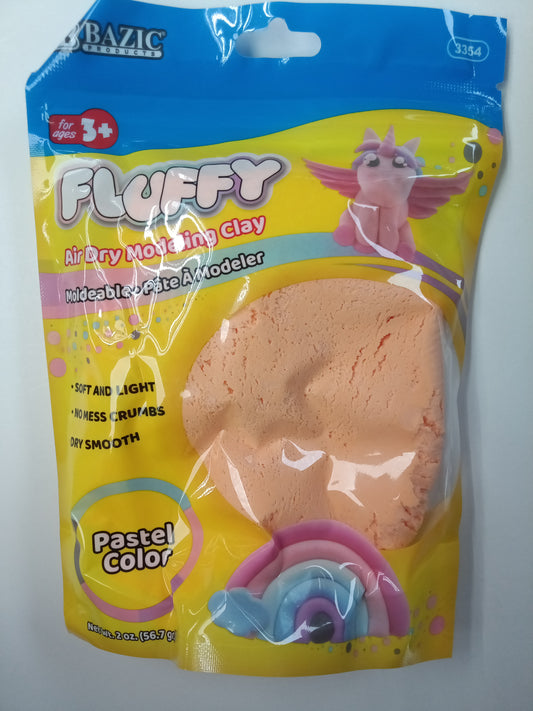 BAZIC
PRODUCTS
3354
for
ages 3+
FLUFFY
Air Dry Modeling Clay
Moldeable • Pâte À Modeler
• SOFT AND LIGHT
• NO MESS CRUMBS
DRY SMOOTH
Pastel
Color
Net wt. 2 oz. (56.7 g)